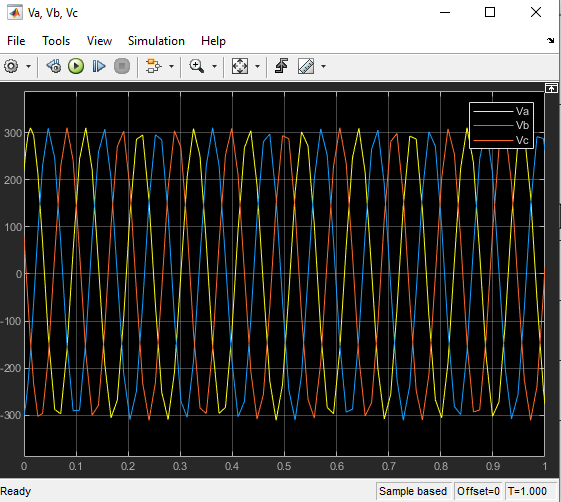 Va, Vb, Vc
File Tools View Simulation Help
Va
Vb
Vc
300
200
100
0
-100
-200
-300
0 0.1 0.2 0.3 0.4 0.5 0.6 0.7 0.8 0.9 1
Ready Sample based Offset=0 T=1.000